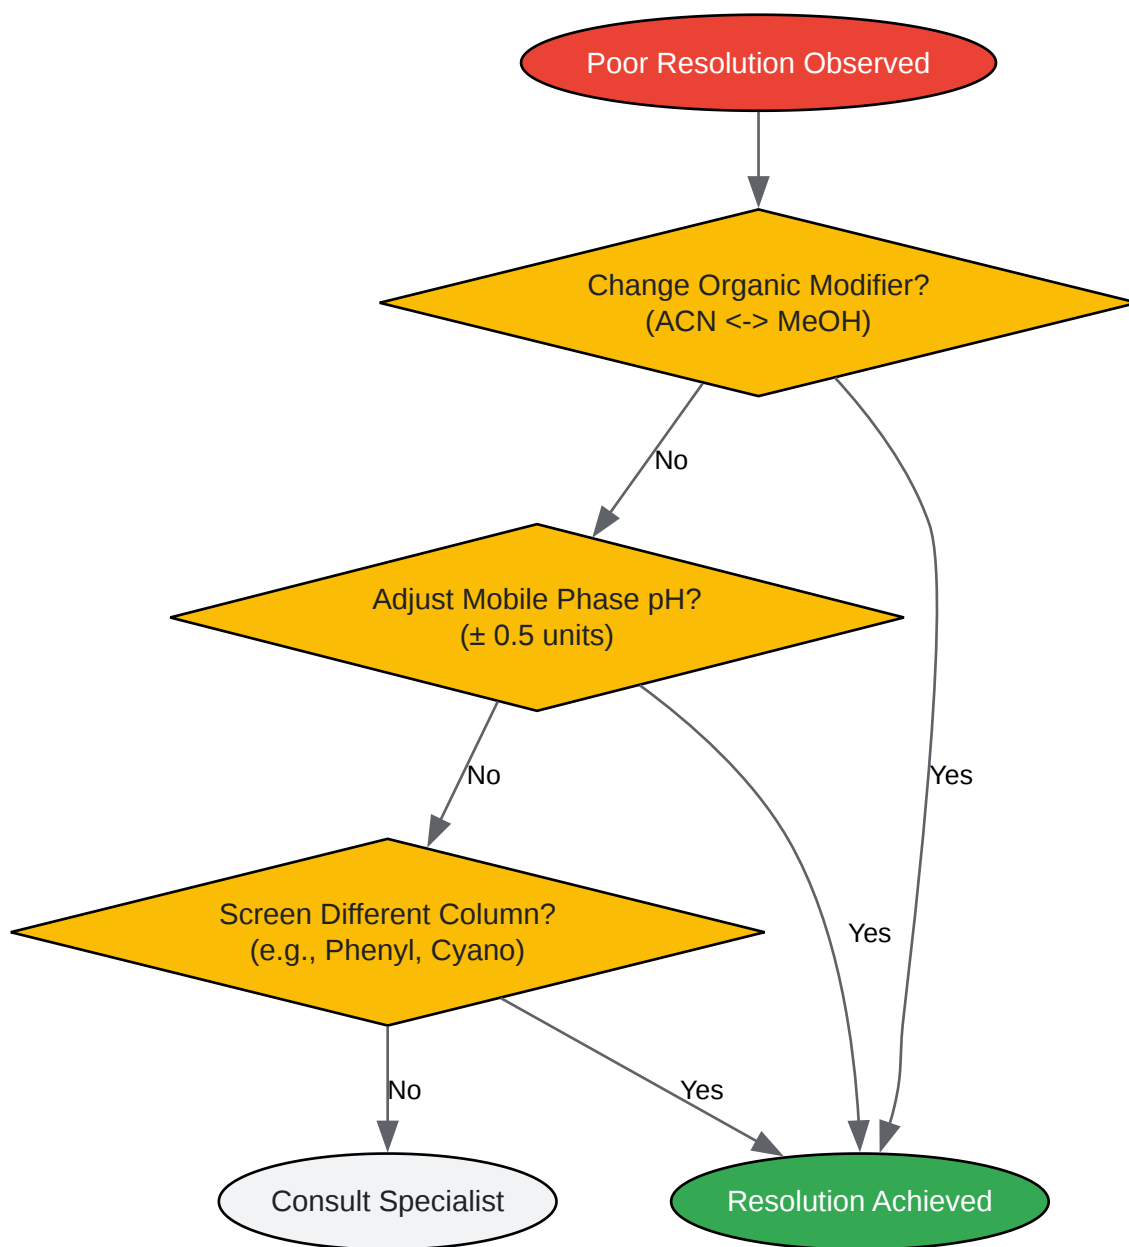 Poor Resolution Observed
Change Organic Modifier?
(ACN <-> MeOH)
No
Adjust Mobile Phase pH?
(± 0.5 units)
No
Yes
Screen Different Column?
(e.g., Phenyl, Cyano)
Yes
No
Yes
Consult Specialist
Resolution Achieved